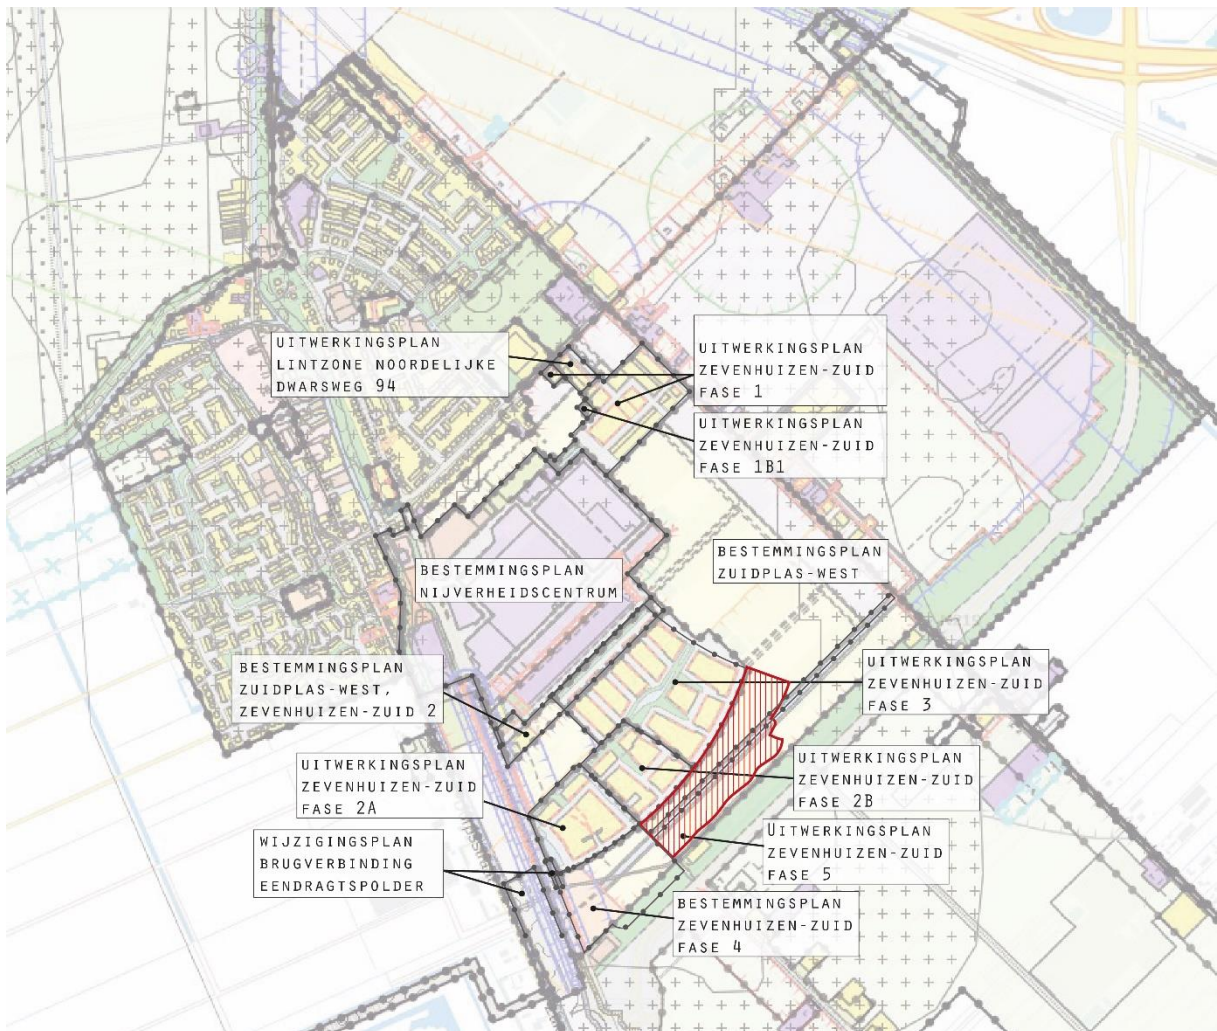 UITWERKINGSPLAN
LINTZONE NOORDELIJKE
DWARSWEG 94
UITWERKINGSPLAN
ZEVENHUIZEN-ZUID
FASE 1
UITWERKINGSPLAN
ZEVENHUIZEN-ZUID
FASE 1B1
BESTEMMINGSPLAN
ZUIDPLAS-WEST
BESTEMMINGSPLAN
NIJVERHEIDSCENTRUM
BESTEMMINGSPLAN
ZUIDPLAS-WEST,
ZEVENHUIZEN-ZUID 2
UITWERKINGSPLAN
ZEVENHUIZEN-ZUID
FASE 3
UITWERKINGSPLAN
ZEVENHUIZEN-ZUID
FASE 2A
UITWERKINGSPLAN
ZEVENHUIZEN-ZUID
FASE 2B
WIJZIGINGSPLAN
BRUGVERBINDING
EENDRAGTSPOLDER
UITWERKINGSPLAN
ZEVENHUIZEN-ZUID
FASE 5
BESTEMMINGSPLAN
ZEVENHUIZEN-ZUID
FASE 4